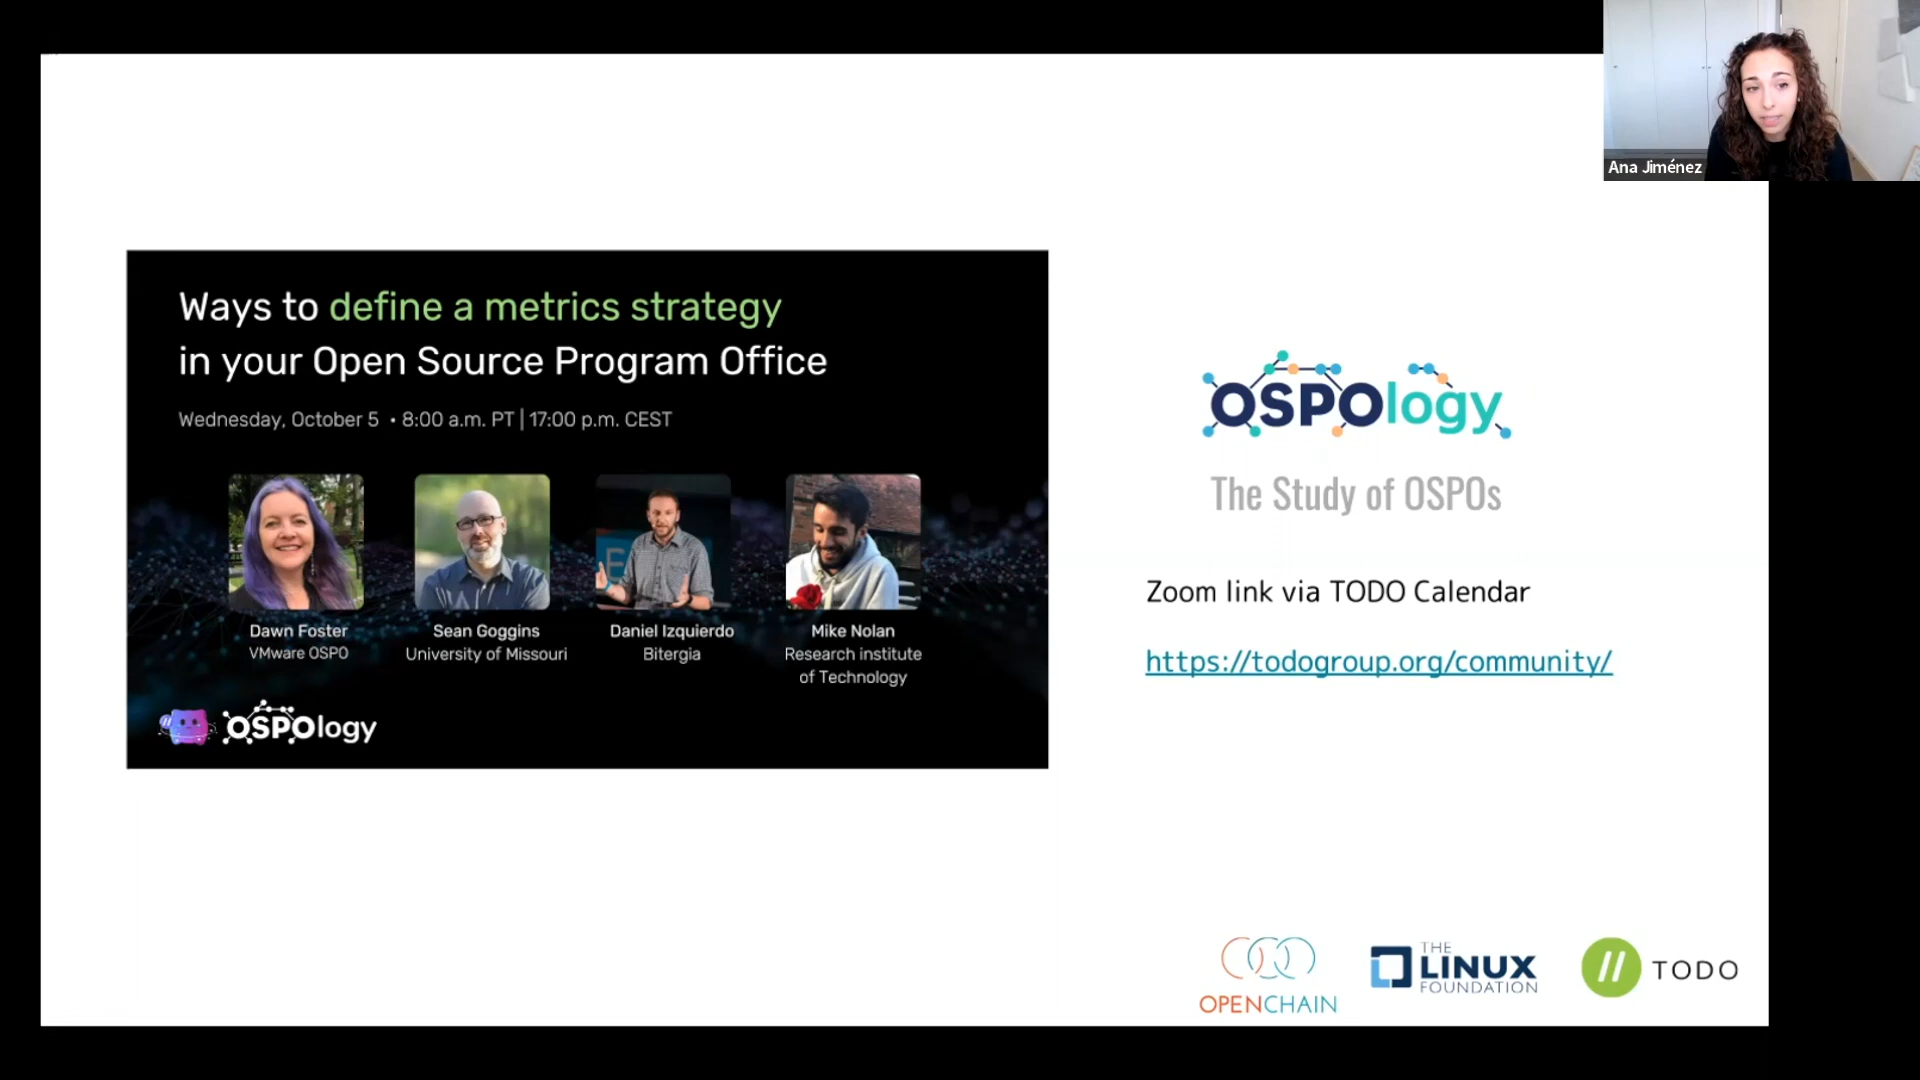 Ana Jiménez
Ways to define a metrics strategy
in your Open Source Program Office
Wednesday, October 5 • 8:00 a.m. PT | 17:00 p.m. CEST
Dawn Foster
VMware OSPO
Sean Goggins
University of Missouri
Daniel Izquierdo
Bitergia
Mike Nolan
Research institute
of Technology
OSPOlogy
OSPOlogy
The Study of OSPOs
Zoom link via TODO Calendar
https://todogroup.org/community/
OPENCHAIN
THE
LINUX
FOUNDATION
TODO